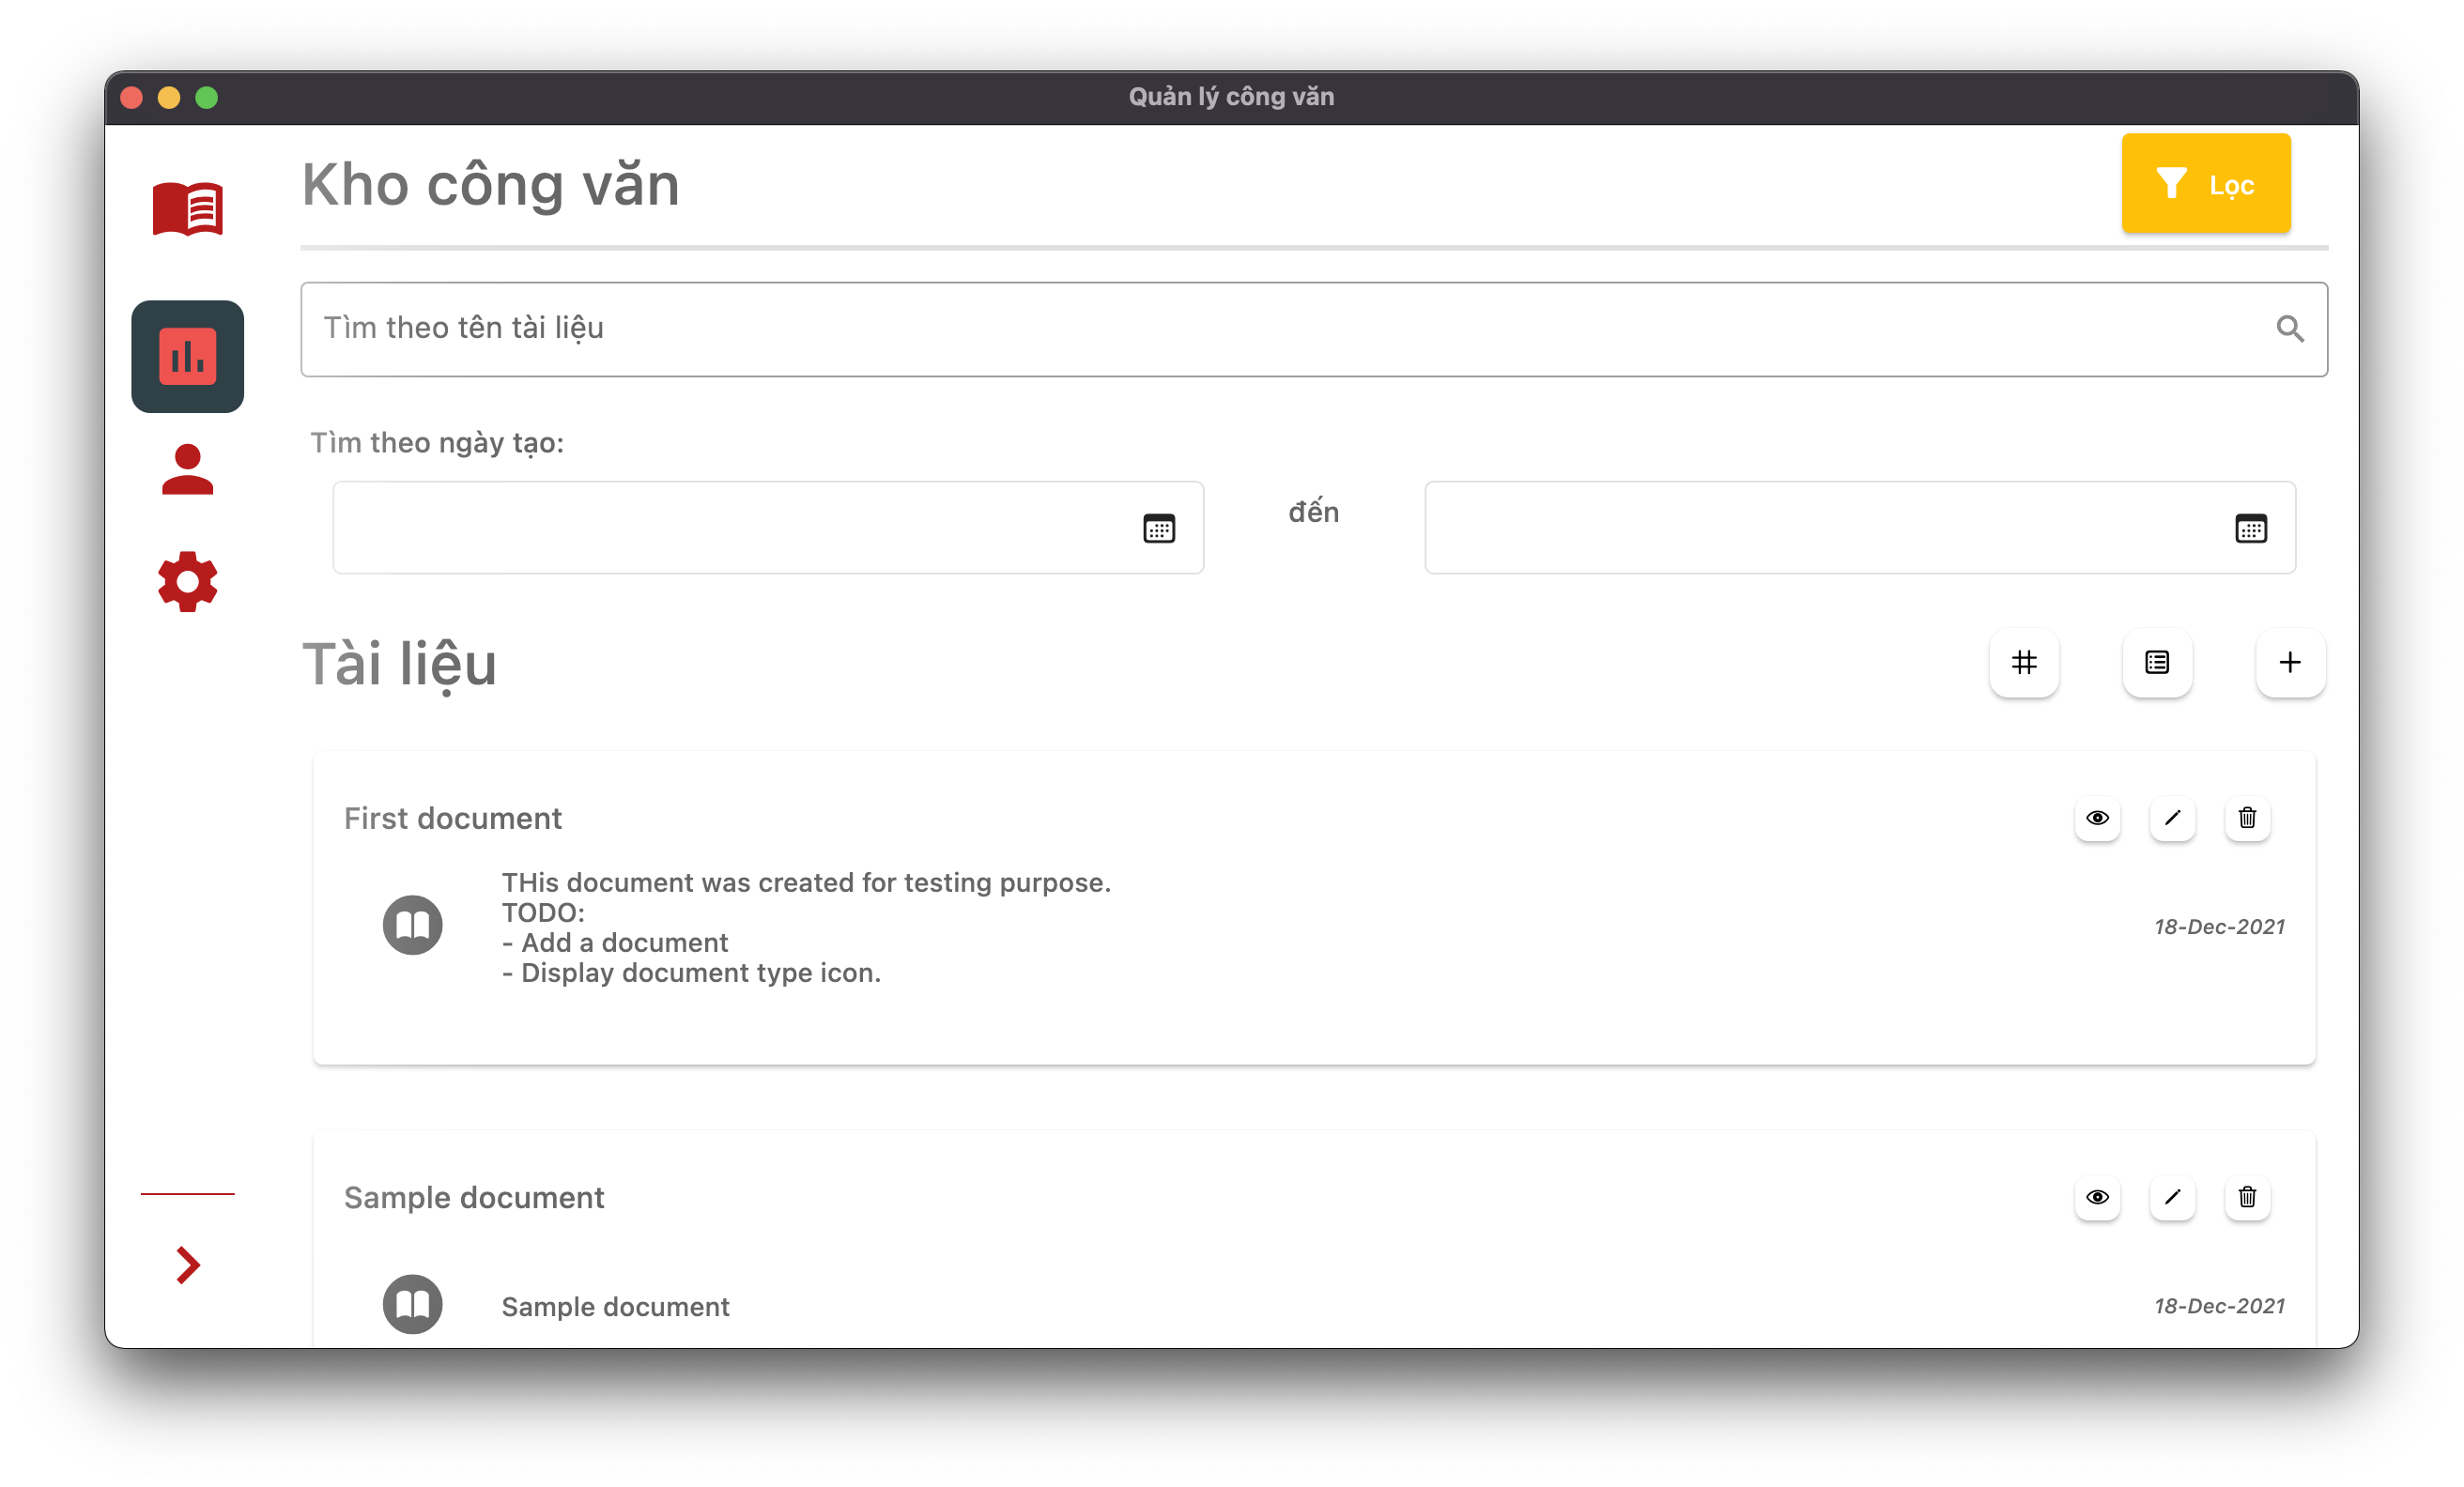 Quản lý công văn
Kho công văn
Lọc
Tìm theo tên tài liệu
Tìm theo ngày tạo:
đến
Tài liệu
First document
THis document was created for testing purpose.
TODO:
- Add a document
- Display document type icon.
18-Dec-2021
Sample document
Sample document
18-Dec-2021